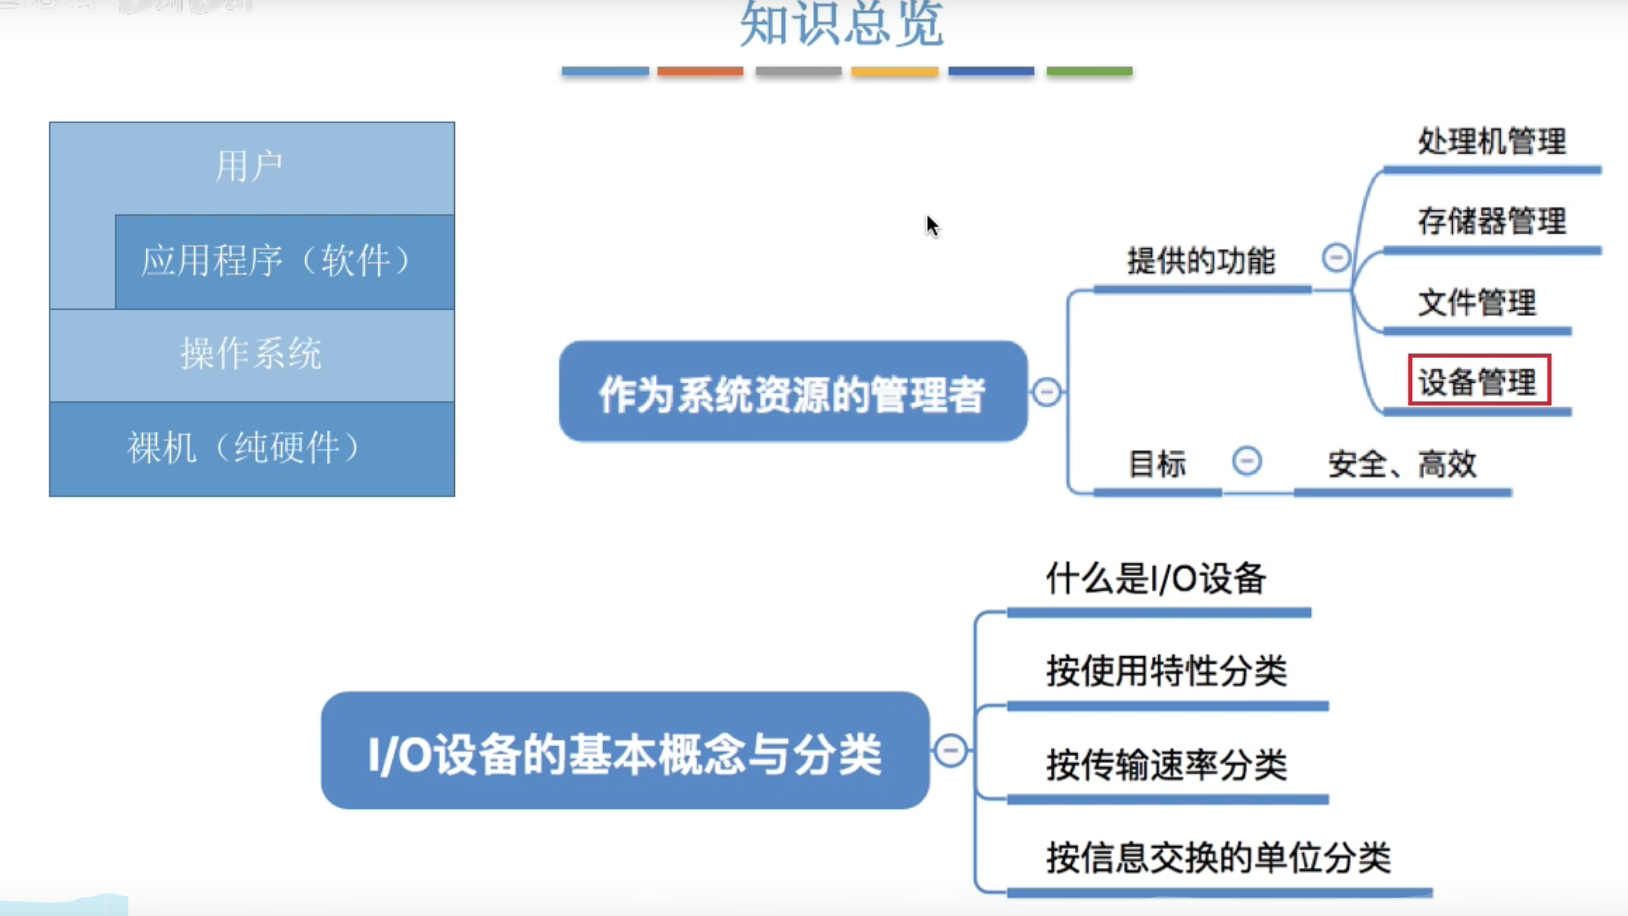 知识总览
用户
应用程序（软件）
操作系统
裸机（纯硬件）
作为系统资源的管理者
提供的功能
处理机管理
存储器管理
文件管理
设备管理
目标
安全、高效
I/O设备的基本概念与分类
什么是I/O设备
按使用特性分类
按传输速率分类
按信息交换的单位分类